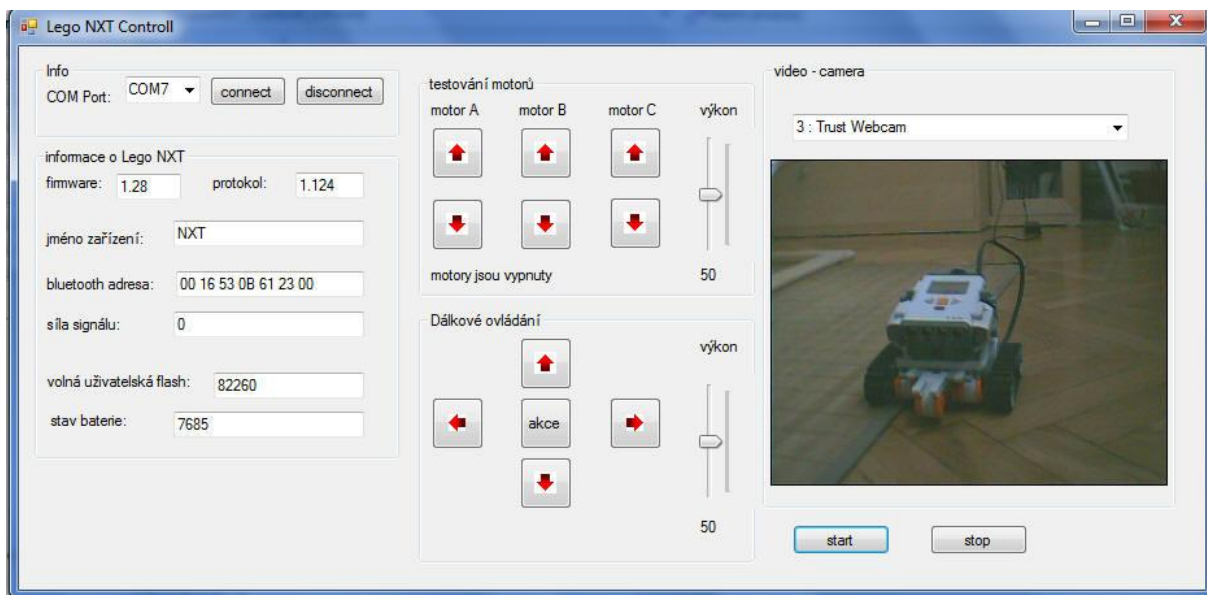 Lego NXT Controll
Info
COM Port: COM7 connect disconnect
informace o Lego NXT
firmware: 1.28 protokol: 1.124
jméno zařízení: NXT
bluetooth adresa: 00 16 53 0B 61 23 00
síla signálu: 0
volná uživatelská flash: 82260
stav baterie: 7685
testování motorů
motor A motor B motor C výkon
motory jsou vypnuty 50
Dálkové ovládání
výkon
akce
50
video - camera
3 : Trust Webcam
start stop